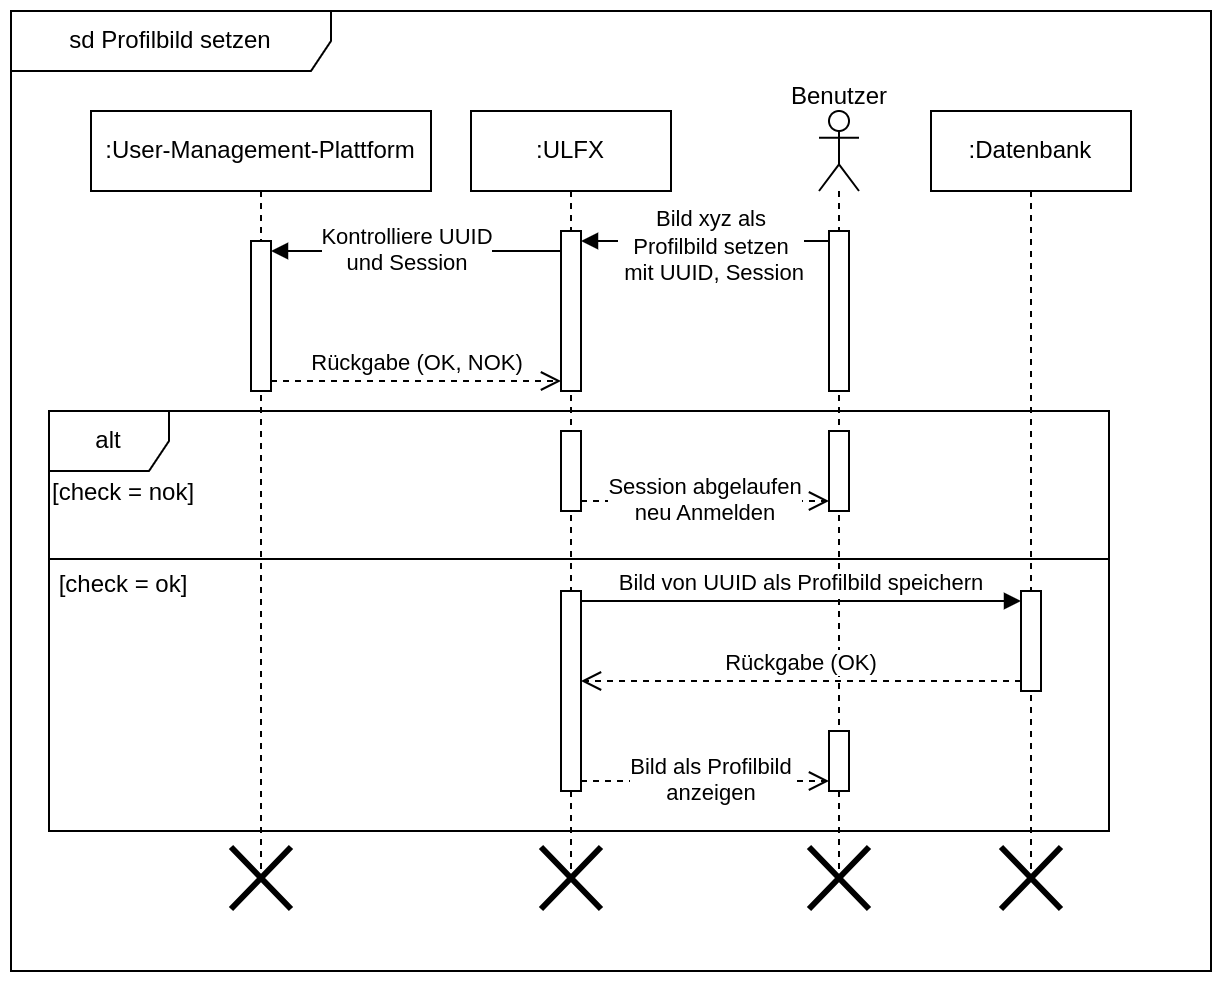 sd Profilbild setzen
Benutzer
:User-Management-Plattform
:ULFX
:Datenbank
Bild xyz als
Profilbild setzen
mit UUID, Session
Kontrolliere UUID
und Session
Rückgabe (OK, NOK)
alt
[check = nok]
Session abgelaufen
neu Anmelden
[check = ok]
Bild von UUID als Profilbild speichern
Rückgabe (OK)
Bild als Profilbild
anzeigen